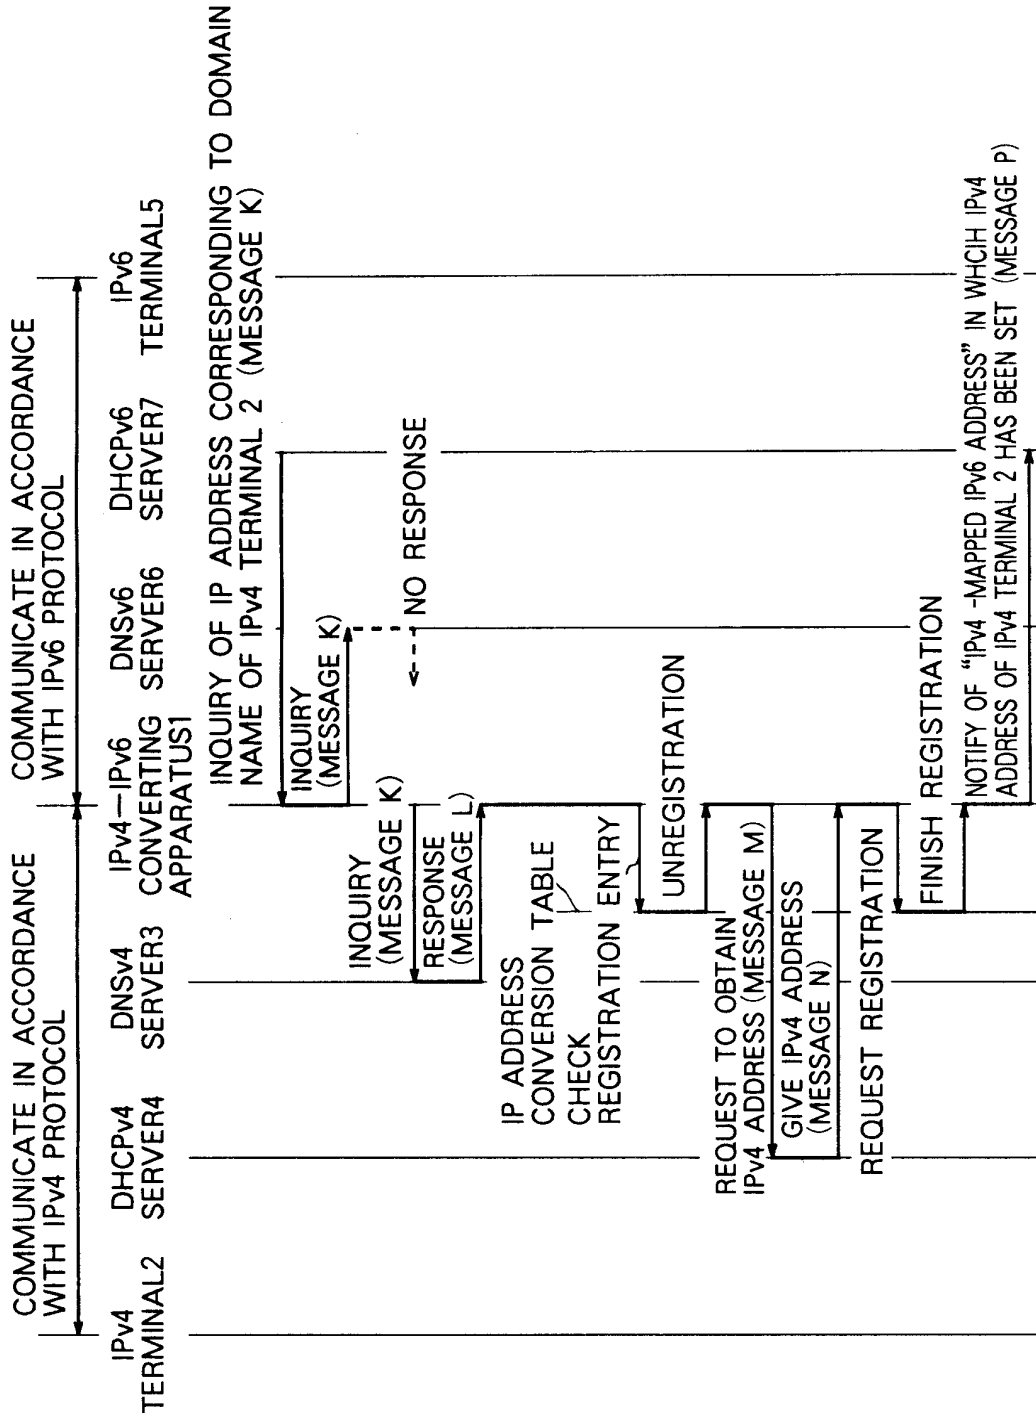 COMMUNICATE IN ACCORDANCE
WITH IPv4 PROTOCOL
COMMUNICATE IN ACCORDANCE
WITH IPv6 PROTOCOL
IPv4
TERMINAL2
DHCPv4
SERVER4
DNSv4
SERVER3
IPv4—IPv6
CONVERTING
APPARATUS1
DNSv6
SERVER6
DHCPv6
SERVER7
IPv6
TERMINAL5
INQUIRY OF IP ADDRESS CORRESPONDING TO DOMAIN
NAME OF IPv4 TERMINAL 2 (MESSAGE K)
INQUIRY
(MESSAGE K)
NO RESPONSE
INQUIRY
(MESSAGE K)
RESPONSE
(MESSAGE L)
IP ADDRESS
CONVERSION TABLE
CHECK
REGISTRATION ENTRY
UNREGISTRATION
REQUEST TO OBTAIN
IPv4 ADDRESS (MESSAGE M)
GIVE IPv4 ADDRESS
(MESSAGE N)
REQUEST REGISTRATION
FINISH REGISTRATION
NOTIFY OF "IPv4 -MAPPED IPv6 ADDRESS" IN WHCIH IPv4
ADDRESS OF IPv4 TERMINAL 2 HAS BEEN SET (MESSAGE P)